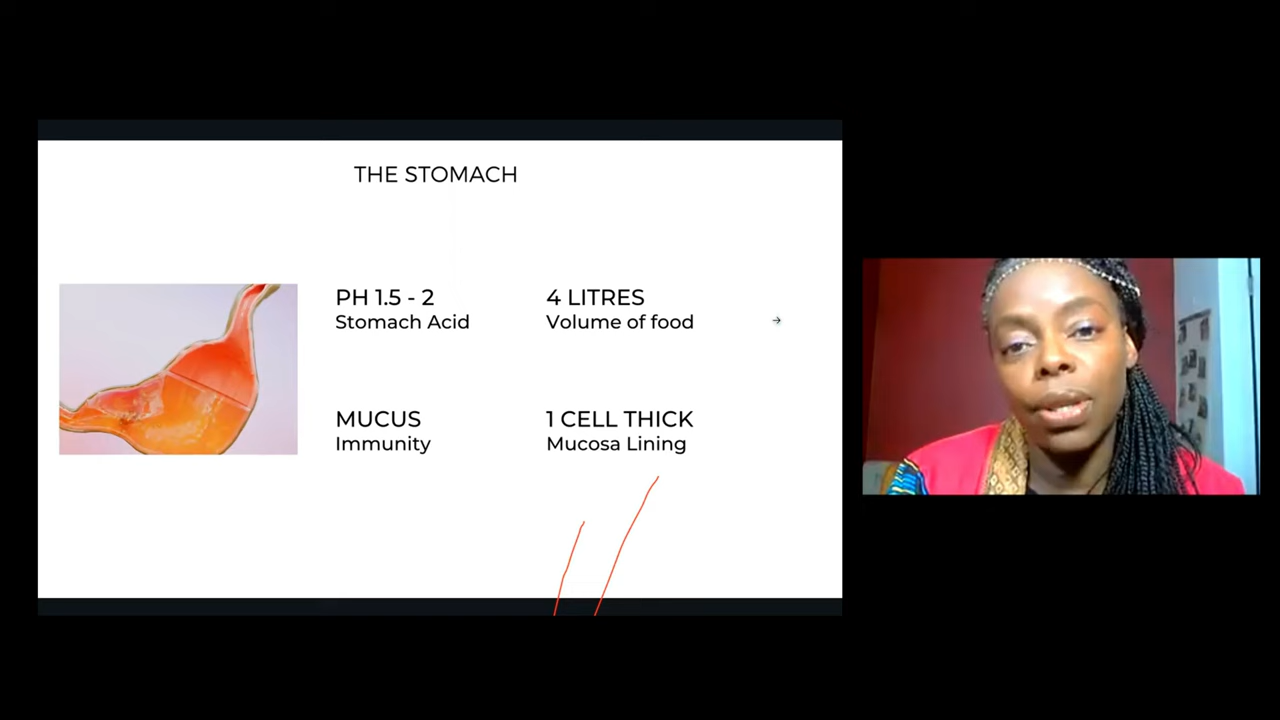 THE STOMACH
PH 1.5 - 2
Stomach Acid
4 LITRES
Volume of food
MUCUS
Immunity
1 CELL THICK
Mucosa Lining